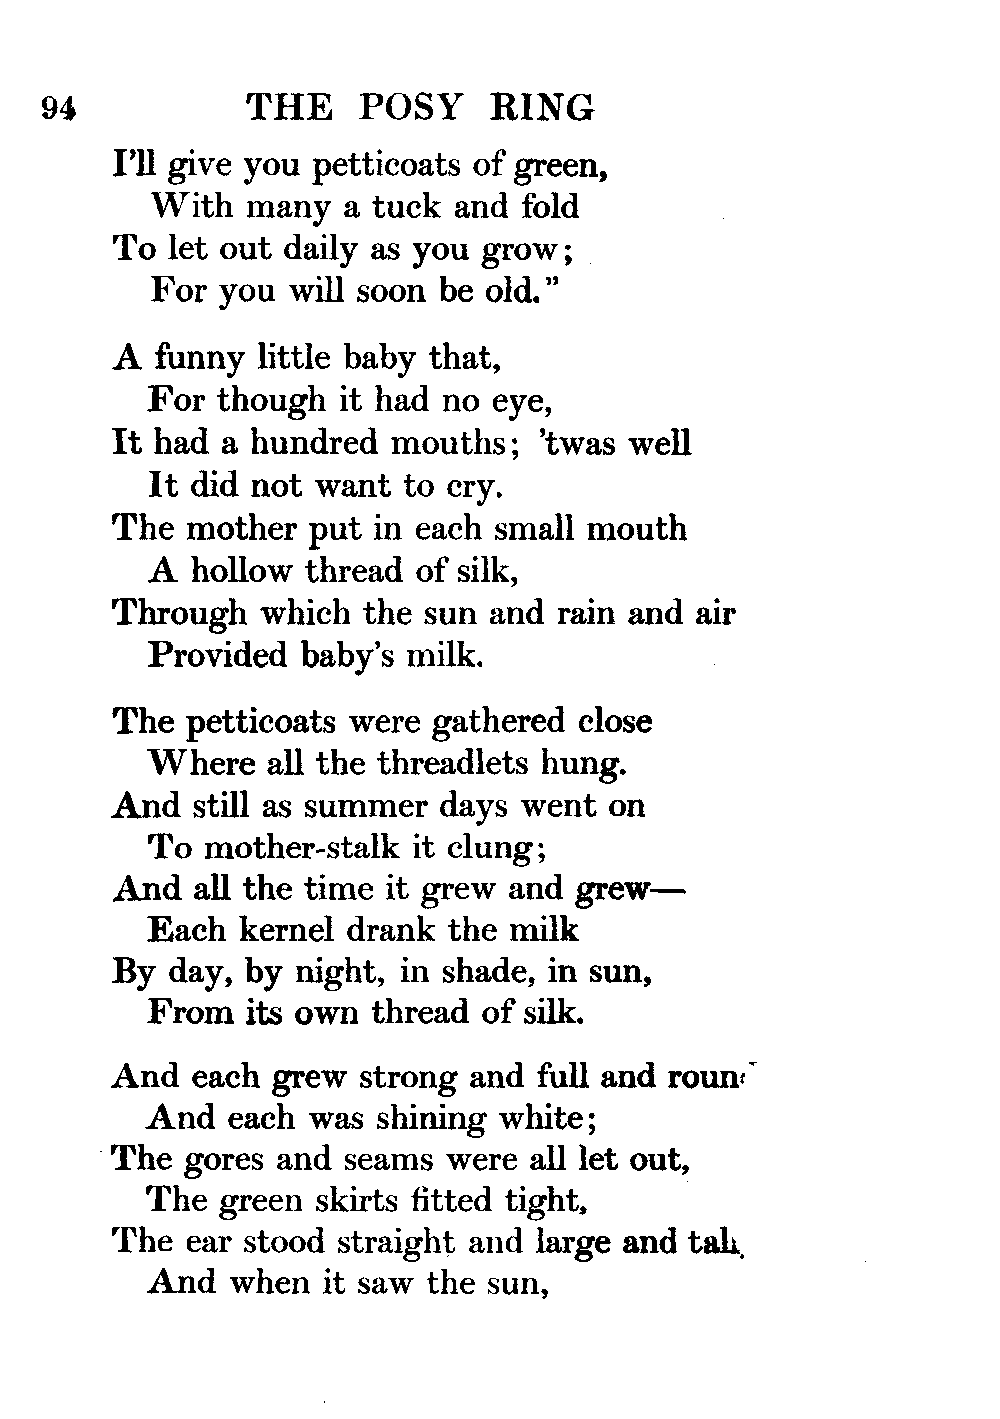 94 THE POSY RING
I'll give you petticoats of green,
With many a tuck and fold
To let out daily as you grow;
For you will soon be old."
A funny little baby that,
For though it had no eye,
It had a hundred mouths; 'twas well
It did not want to cry.
The mother put in each small mouth
A hollow thread of silk,
Through which the sun and rain and air
Provided baby's milk.
The petticoats were gathered close
Where all the threadlets hung.
And still as summer days went on
To mother-stalk it clung;
And all the time it grew and grew—
Each kernel drank the milk
By day, by night, in shade, in sun,
From its own thread of silk.
And each grew strong and full and round
And each was shining white;
The gores and seams were all let out,
The green skirts fitted tight,
The ear stood straight and large and tall,
And when it saw the sun,